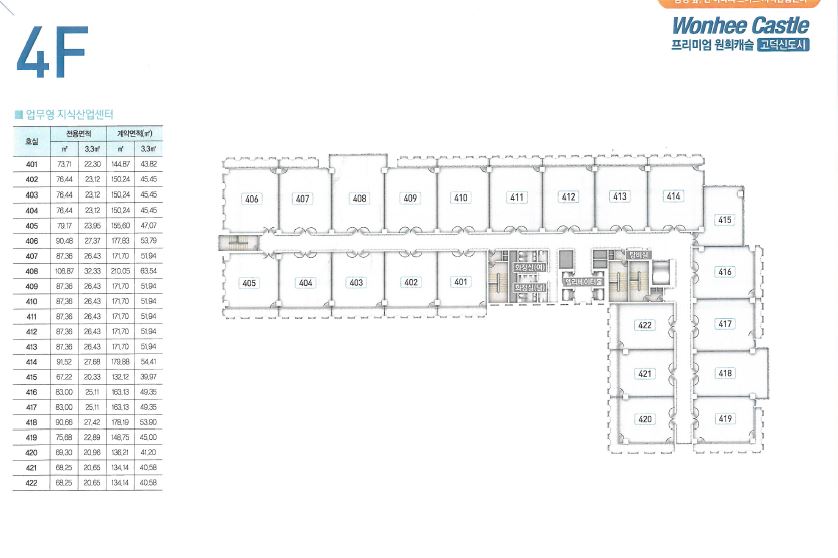 Wonhee Castle
프리미엄 원희캐슬 고덕신도시
4F
업무형 지식산업센터
호실 전용면적 계약면적(㎡)
㎡ 3.3㎡ ㎡ 3.3㎡
401 73.71 22.30 144.87 43.82
402 76.44 23.12 150.24 45.45
403 76.44 23.12 150.24 45.45
404 76.44 23.12 150.24 45.45
405 79.17 23.95 155.60 47.07
406 90.48 27.37 177.83 53.79
407 87.36 26.43 171.70 51.94
408 106.87 32.33 210.05 63.54
409 87.36 26.43 171.70 51.94
410 87.36 26.43 171.70 51.94
411 87.36 26.43 171.70 51.94
412 87.36 26.43 171.70 51.94
413 87.36 26.43 171.70 51.94
414 91.52 27.68 179.88 54.41
415 67.22 20.33 132.12 39.97
416 83.00 25.11 163.13 49.35
417 83.00 25.11 163.13 49.35
418 90.66 27.42 178.19 53.90
419 75.68 22.89 148.75 45.00
420 69.30 20.96 136.21 41.20
421 68.25 20.65 134.14 40.58
422 68.25 20.65 134.14 40.58
406 407 408 409 410 411 412 413 414
415
416
405 404 403 402 401
화장실(여)
화장실(남)
엘리베이터홀
422 417
421 418
420 419